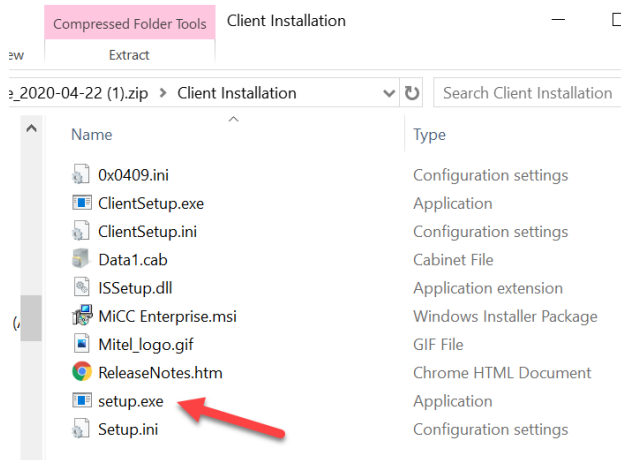 Compressed Folder Tools Client Installation
ew Extract
e_2020-04-22 (1).zip > Client Installation Search Client Installation
Name Type
0x0409.ini Configuration settings
ClientSetup.exe Application
ClientSetup.ini Configuration settings
Data1.cab Cabinet File
ISSetup.dll Application extension
MiCC Enterprise.msi Windows Installer Package
Mitel_logo.gif GIF File
ReleaseNotes.htm Chrome HTML Document
setup.exe Application
Setup.ini Configuration settings